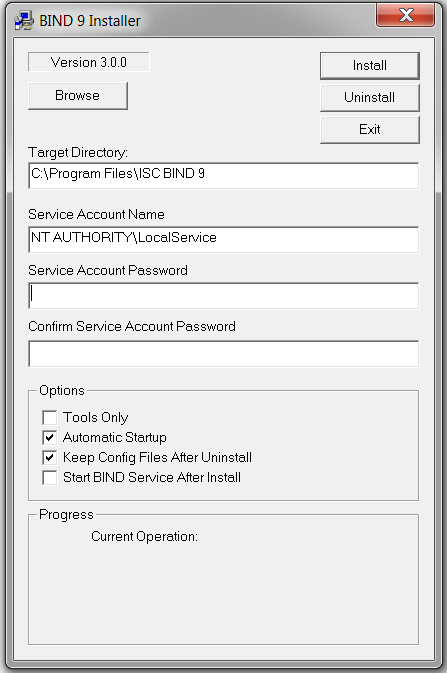 BIND 9 Installer
Version 3.0.0
Install
Browse
Uninstall
Exit
Target Directory:
C:\Program Files\ISC BIND 9
Service Account Name
NT AUTHORITY\LocalService
Service Account Password
Confirm Service Account Password
Options
Tools Only
Automatic Startup
Keep Config Files After Uninstall
Start BIND Service After Install
Progress
Current Operation: